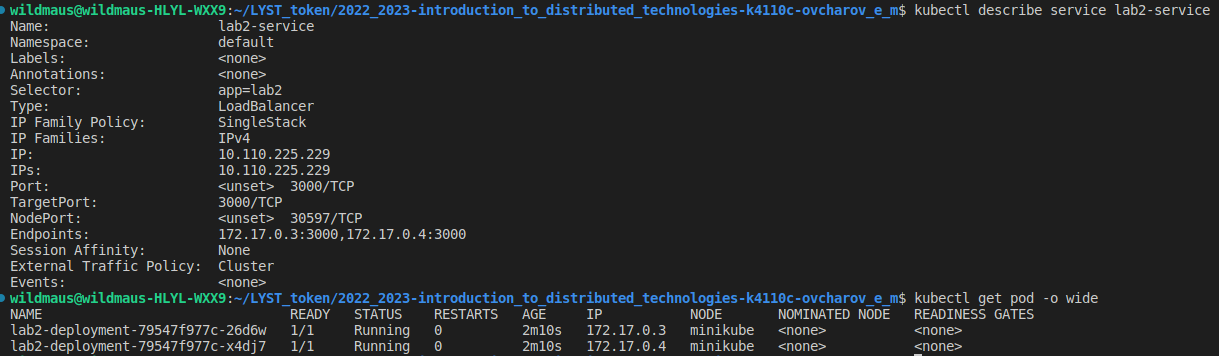 wildmaus@wildmaus-HLYL-WXX9:~/LYST_token/2022_2023-introduction_to_distributed_technologies-k4110c-ovcharov_e_m$ kubectl describe service lab2-service
Name:                     lab2-service
Namespace:                default
Labels:                   <none>
Annotations:              <none>
Selector:                 app=lab2
Type:                     LoadBalancer
IP Family Policy:         SingleStack
IP Families:              IPv4
IP:                       10.110.225.229
IPs:                      10.110.225.229
Port:                     <unset>  3000/TCP
TargetPort:               3000/TCP
NodePort:                 <unset>  30597/TCP
Endpoints:                172.17.0.3:3000,172.17.0.4:3000
Session Affinity:         None
External Traffic Policy:  Cluster
Events:                   <none>
wildmaus@wildmaus-HLYL-WXX9:~/LYST_token/2022_2023-introduction_to_distributed_technologies-k4110c-ovcharov_e_m$ kubectl get pod -o wide
NAME                               READY   STATUS    RESTARTS   AGE     IP           NODE       NOMINATED NODE   READINESS GATES
lab2-deployment-79547f977c-26d6w   1/1     Running   0          2m10s   172.17.0.3   minikube   <none>           <none>
lab2-deployment-79547f977c-x4dj7   1/1     Running   0          2m10s   172.17.0.4   minikube   <none>           <none>